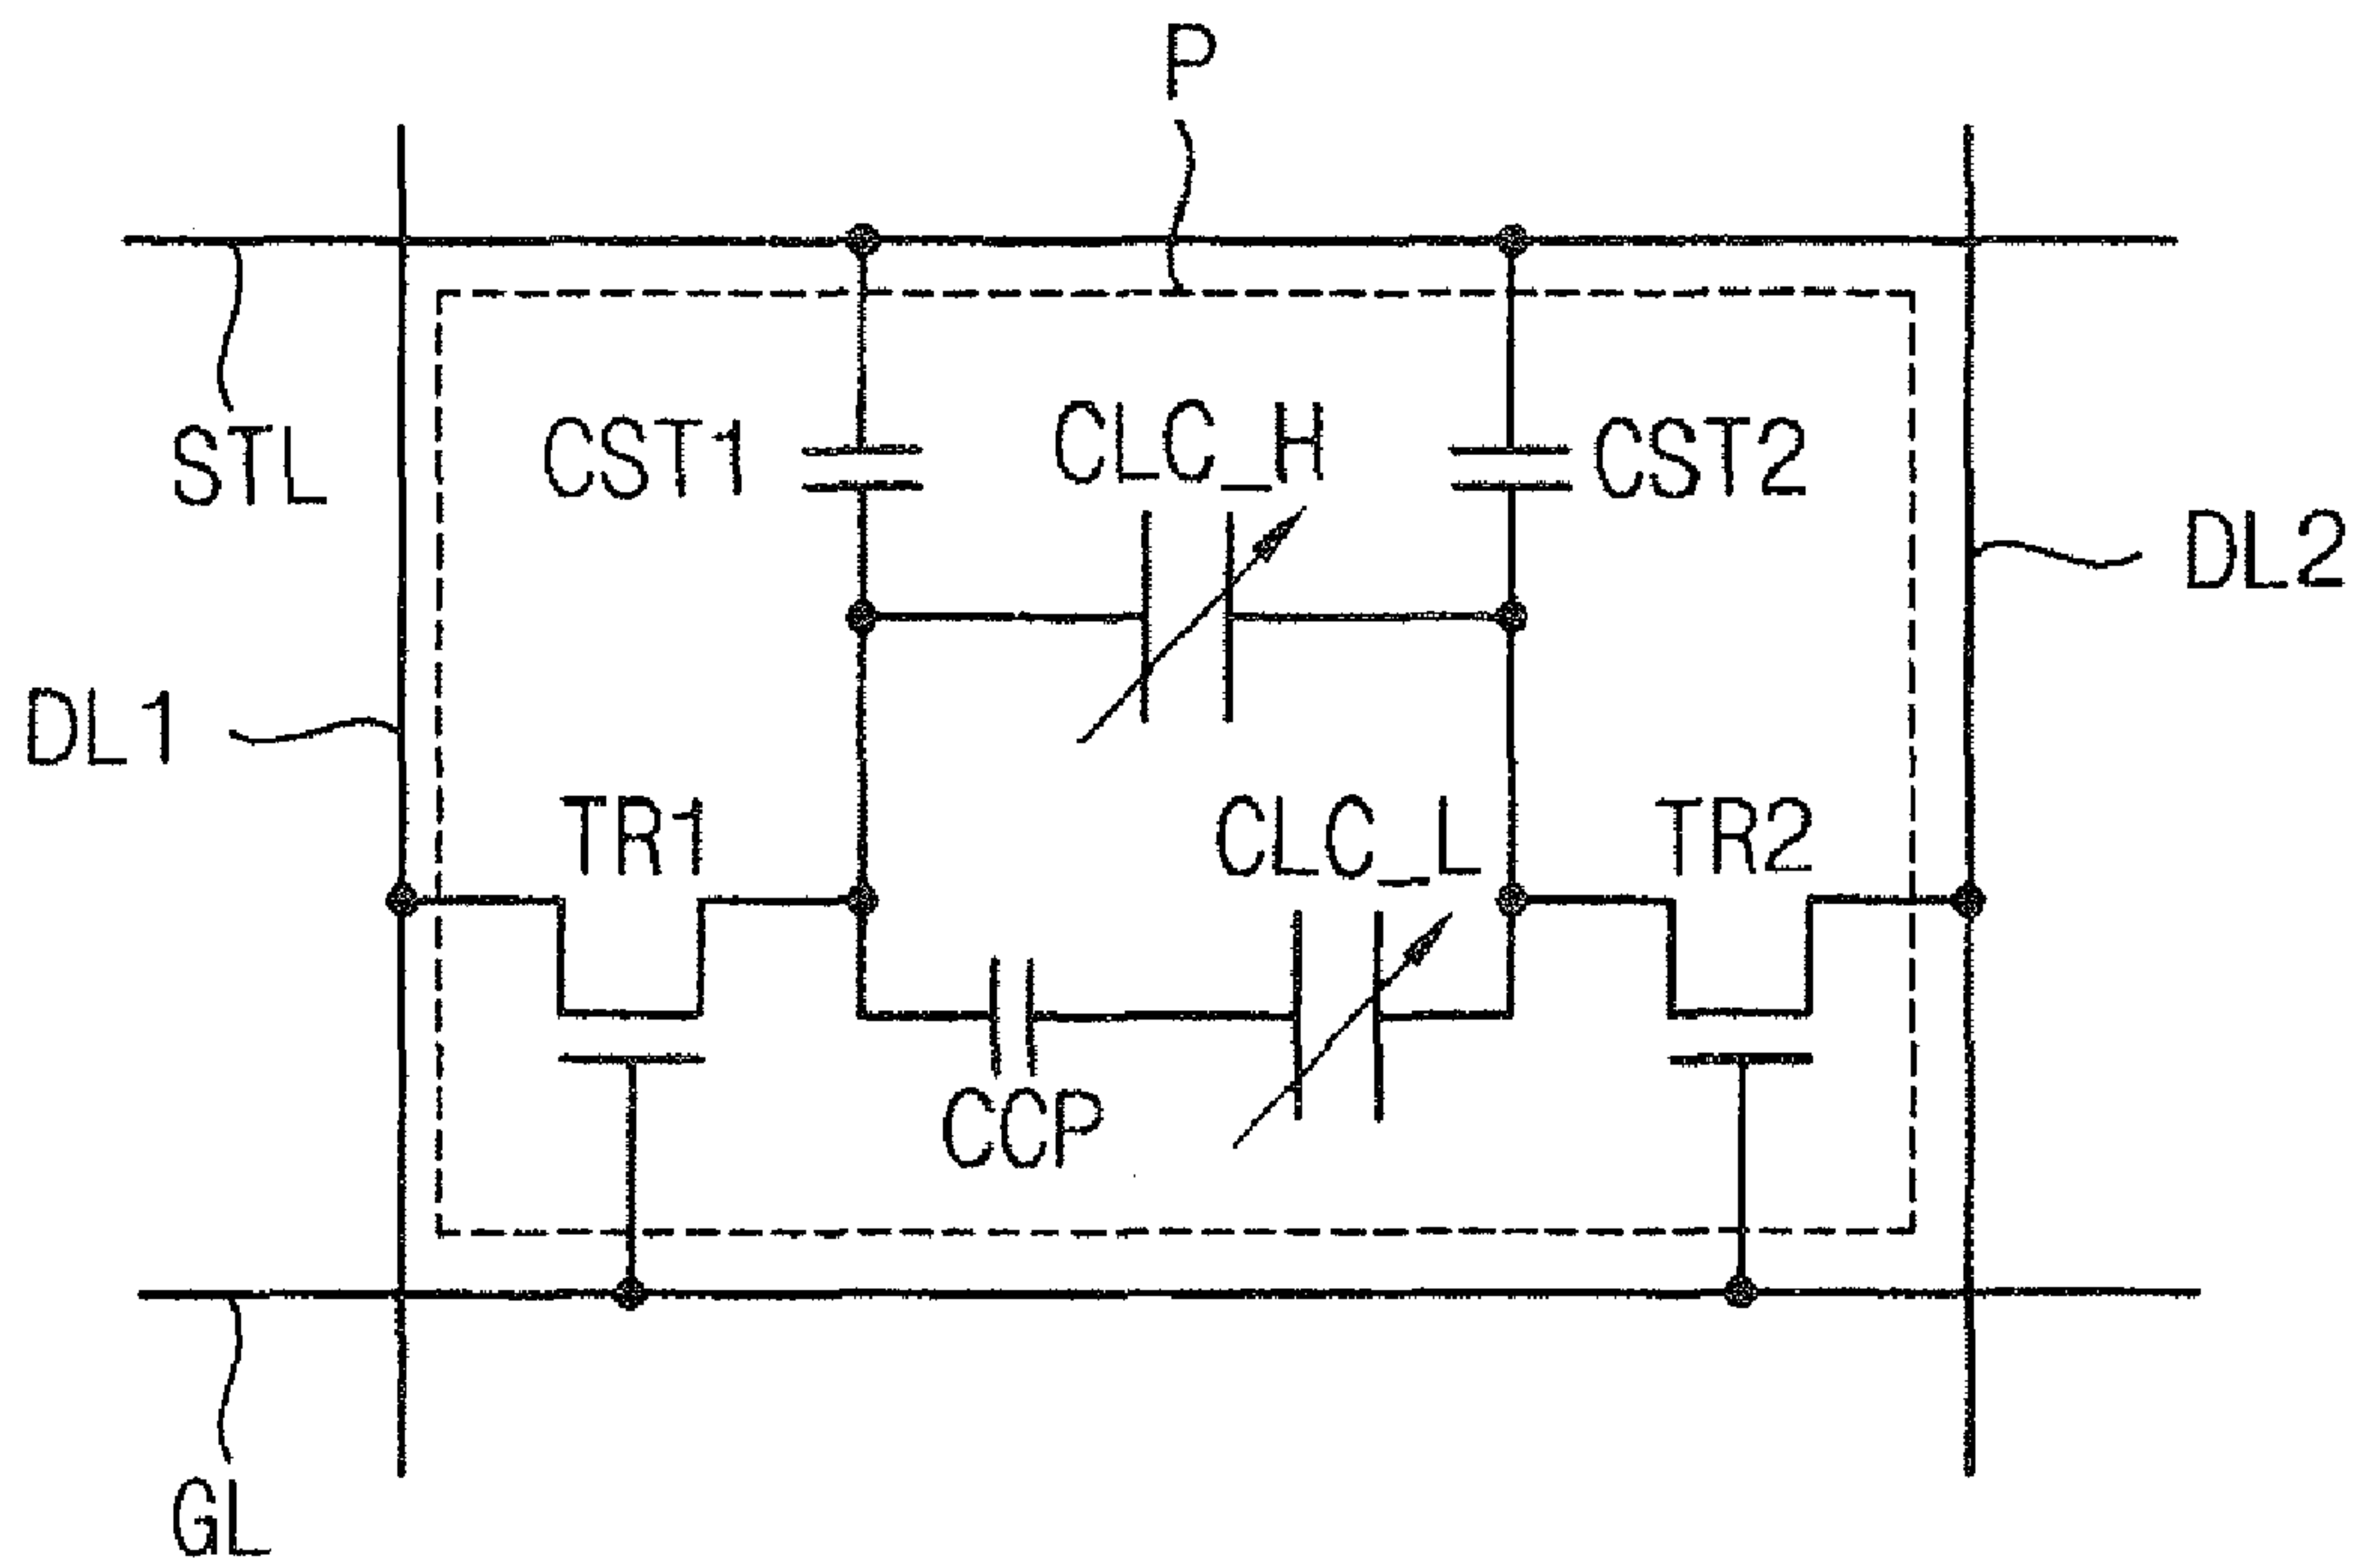 P
STL
CST1
CLC_H
CST2
DL2
DL1
TR1
CLC_L
TR2
CCP
GL